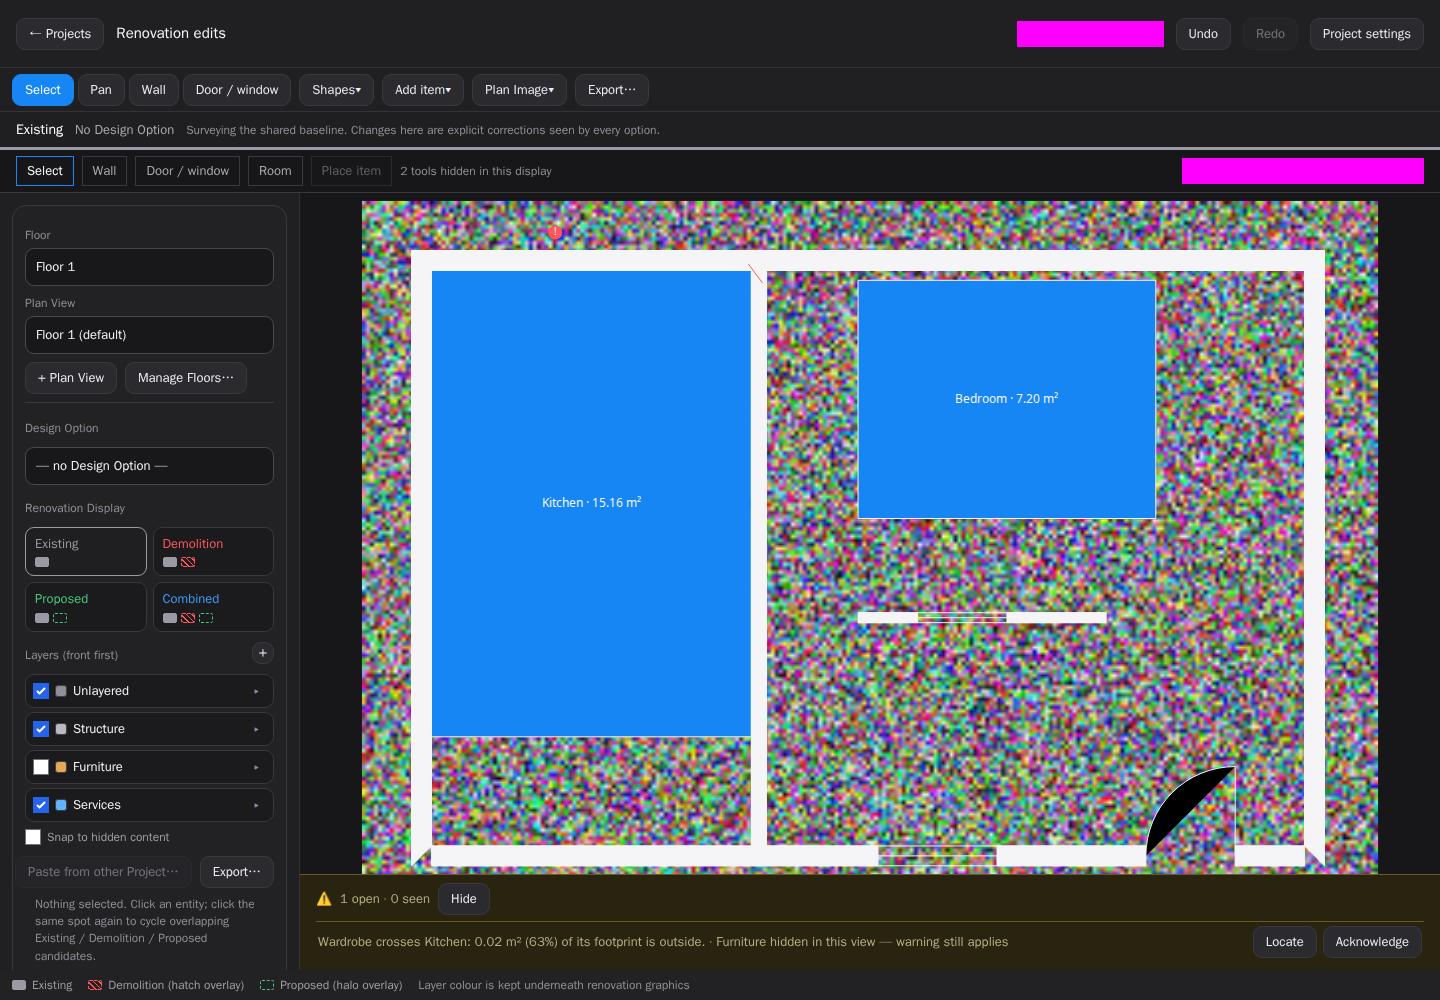 ← Projects
Renovation edits
Undo
Redo
Project settings
Select
Pan
Wall
Door / window
Shapes▾
Add item▾
Plan Image▾
Export⋯
Existing
No Design Option
Surveying the shared baseline. Changes here are explicit corrections seen by every option.
Select
Wall
Door / window
Room
Place item
2 tools hidden in this display
Floor
Floor 1
Plan View
Floor 1 (default)
+ Plan View
Manage Floors⋯
Design Option
— no Design Option —
Renovation Display
Existing
Demolition
Proposed
Combined
Layers (front first)
+
Unlayered
Structure
Furniture
Services
Snap to hidden content
Paste from other Project⋯
Export⋯
Nothing selected. Click an entity; click the
same spot again to cycle overlapping
Existing / Demolition / Proposed
candidates.
!
Kitchen · 15.16 m²
Bedroom · 7.20 m²
1 open · 0 seen
Hide
Wardrobe crosses Kitchen: 0.02 m² (63%) of its footprint is outside. · Furniture hidden in this view — warning still applies
Locate
Acknowledge
Existing
Demolition (hatch overlay)
Proposed (halo overlay)
Layer colour is kept underneath renovation graphics